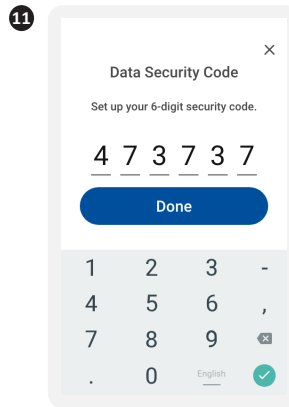 11
Data Security Code
Set up your 6-digit security code.
4 7 3 7 3 7
Done
1 2 3 -
4 5 6 ,
7 8 9
. 0 English